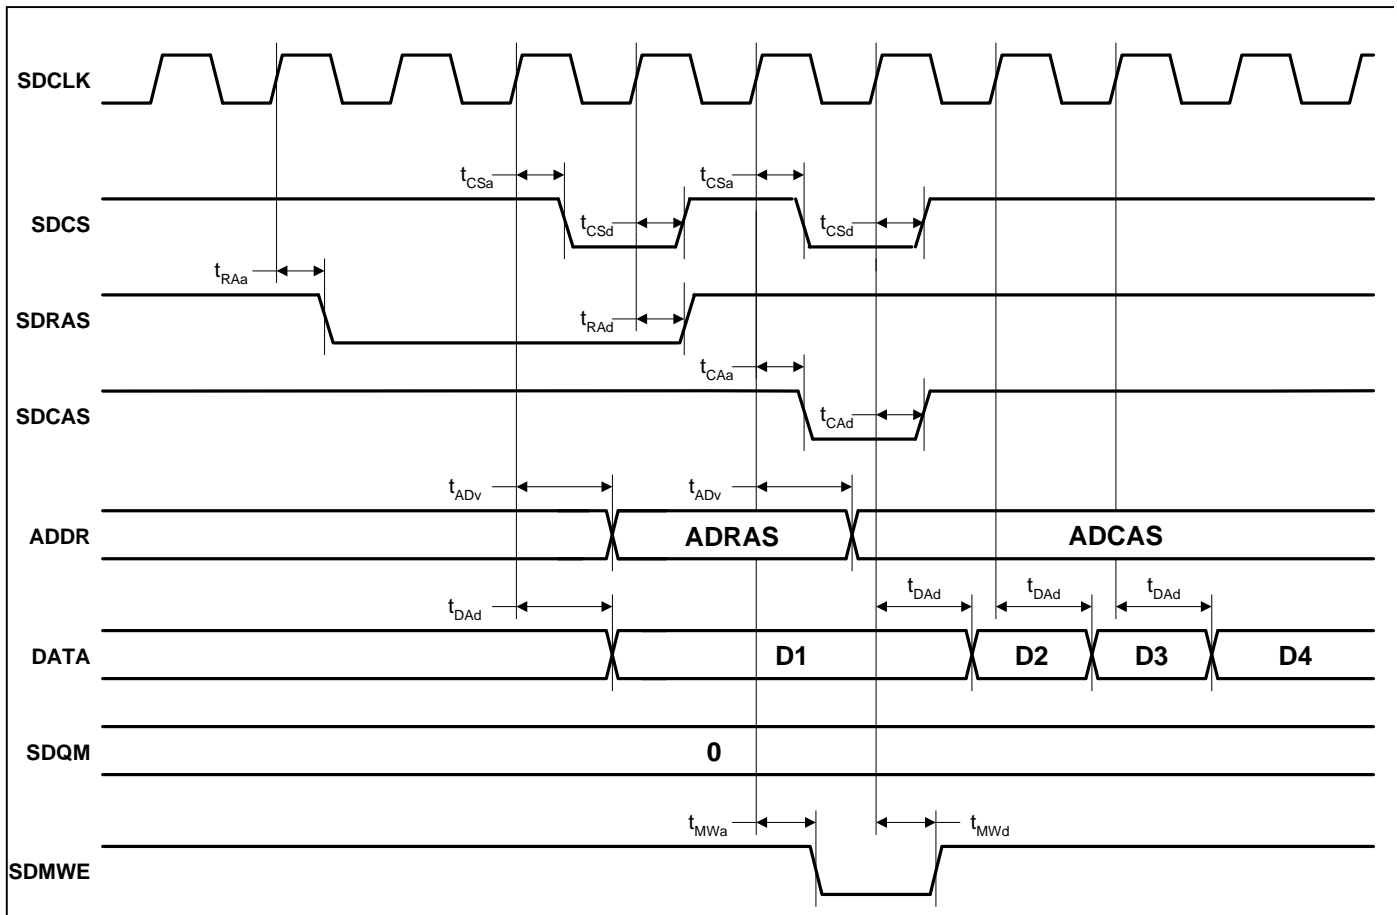 SDCLK
tCSa
tCSa
SDCS
tCSd
tCSd
tRAa
SDRAS
tRAd
tCAa
SDCAS
tCAd
tADv
tADv
ADDR
ADRAS
ADCAS
tDAd
tDAd
tDAd
tDAd
DATA
D1
D2
D3
D4
SDQM
0
tMWa
tMWd
SDMWE